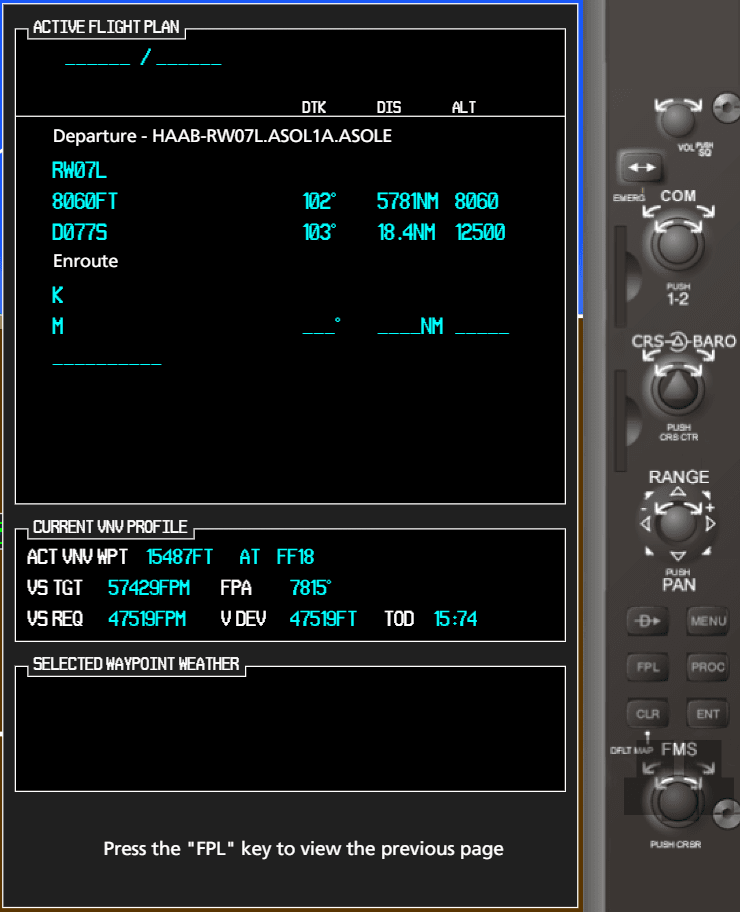 ACTIVE FLIGHT PLAN
______ / ______
DTK DIS ALT
Departure - HAAB-RW07L.ASOL1A.ASOLE
RW07L
8060FT 102° 5781NM 8060
D077S 103° 18.4NM 12500
Enroute
K
M ___° ____NM _____
__________
CURRENT VNV PROFILE
ACT VNV WPT 15487FT AT FF18
VS TGT 57429FPM FPA 7815°
VS REQ 47519FPM V DEV 47519FT TOD 15:74
SELECTED WAYPOINT WEATHER
Press the "FPL" key to view the previous page
VOL PUSH SQ
EMERG
COM
PUSH
1-2
CRS BARO
PUSH
CRS CTR
RANGE
- +
PUSH
PAN
D MENU
FPL PROC
CLR ENT
DFLT MAP FMS
PUSH CRSR